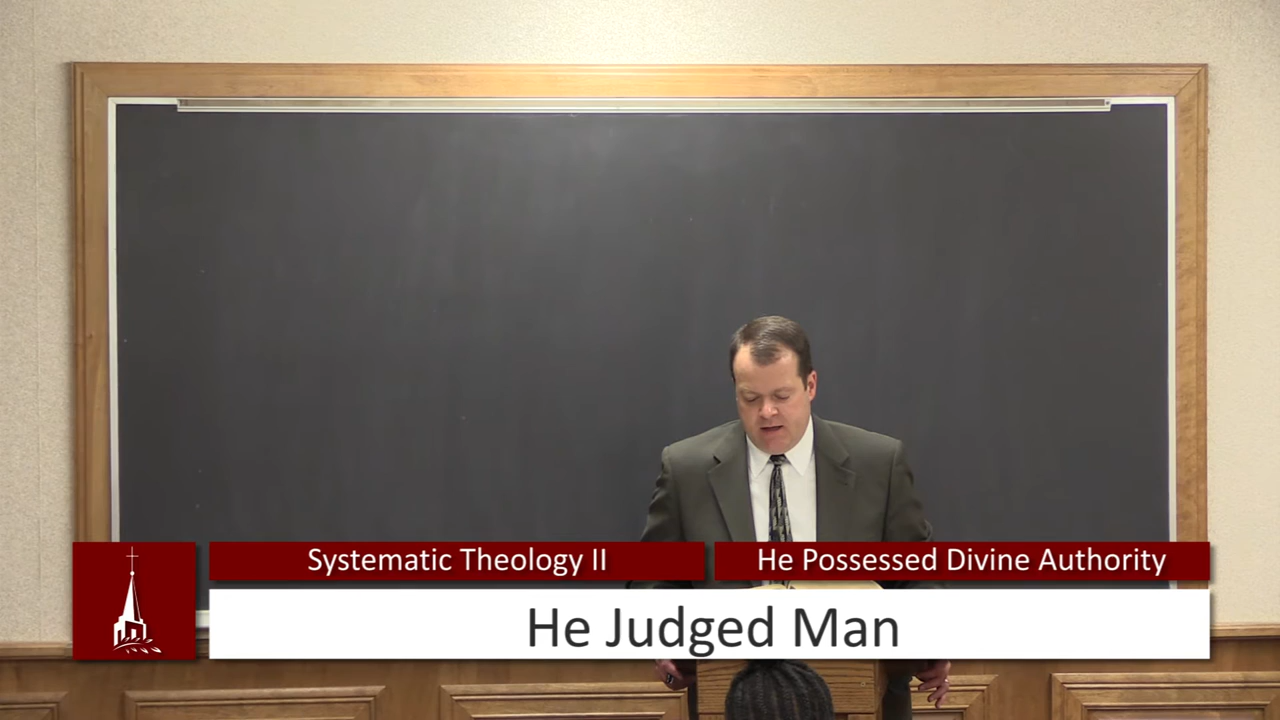 Systematic Theology II
He Possessed Divine Authority
He Judged Man